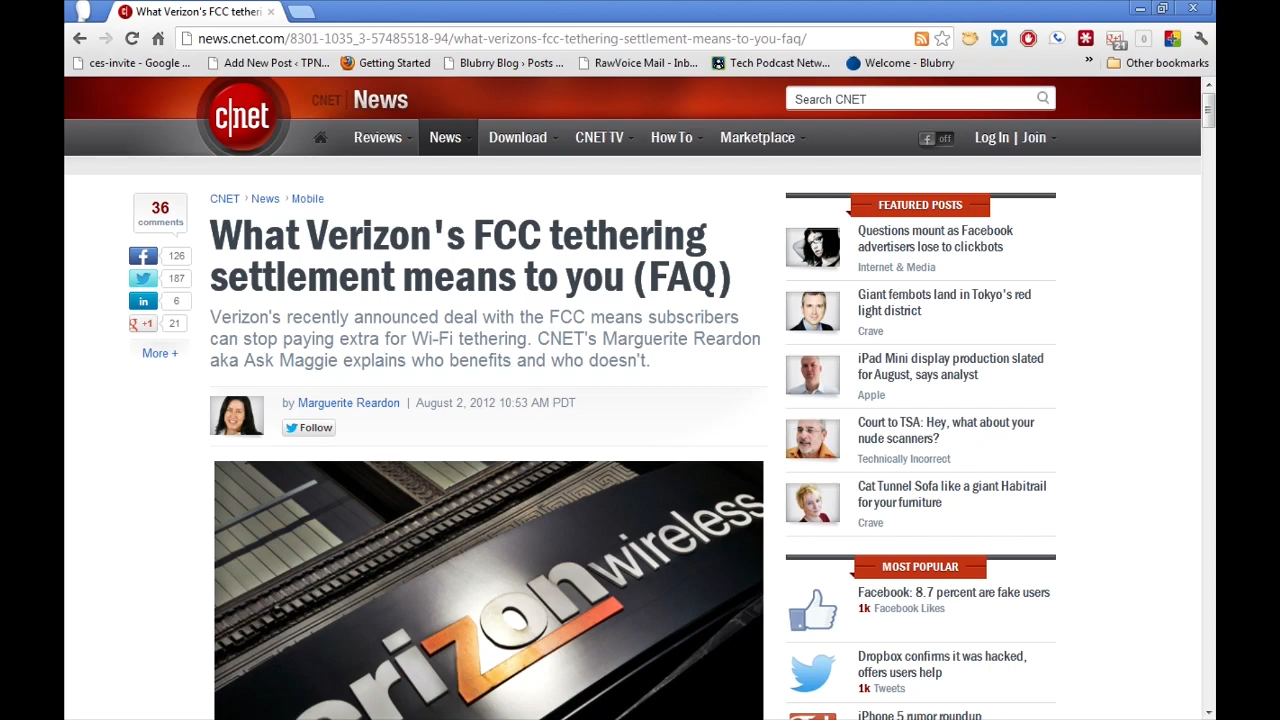 What Verizon's FCC tetheri
news.cnet.com/8301-1035_3-57485518-94/what-verizons-fcc-tethering-settlement-means-to-you-faq/
21
0
ces-invite - Google ...
Add New Post ‹ TPN...
Getting Started
Blubrry Blog › Posts ...
RawVoice Mail - Inb...
Tech Podcast Netw...
Welcome - Blubrry
»
Other bookmarks
c|net
CNET
News
Search CNET
Reviews
News
Download
CNET TV
How To
Marketplace
off
Log In | Join
36
comments
126
187
in
6
g +1
21
More +
CNET › News › Mobile
What Verizon's FCC tethering
settlement means to you (FAQ)
Verizon's recently announced deal with the FCC means subscribers
can stop paying extra for Wi-Fi tethering. CNET's Marguerite Reardon
aka Ask Maggie explains who benefits and who doesn't.
by Marguerite Reardon | August 2, 2012 10:53 AM PDT
Follow
erizon wireless
FEATURED POSTS
Questions mount as Facebook
advertisers lose to clickbots
Internet & Media
Giant fembots land in Tokyo's red
light district
Crave
iPad Mini display production slated
for August, says analyst
Apple
Court to TSA: Hey, what about your
nude scanners?
Technically Incorrect
Cat Tunnel Sofa like a giant Habitrail
for your furniture
Crave
MOST POPULAR
Facebook: 8.7 percent are fake users
1k Facebook Likes
Dropbox confirms it was hacked,
offers users help
1k Tweets
iPhone 5 rumor roundup